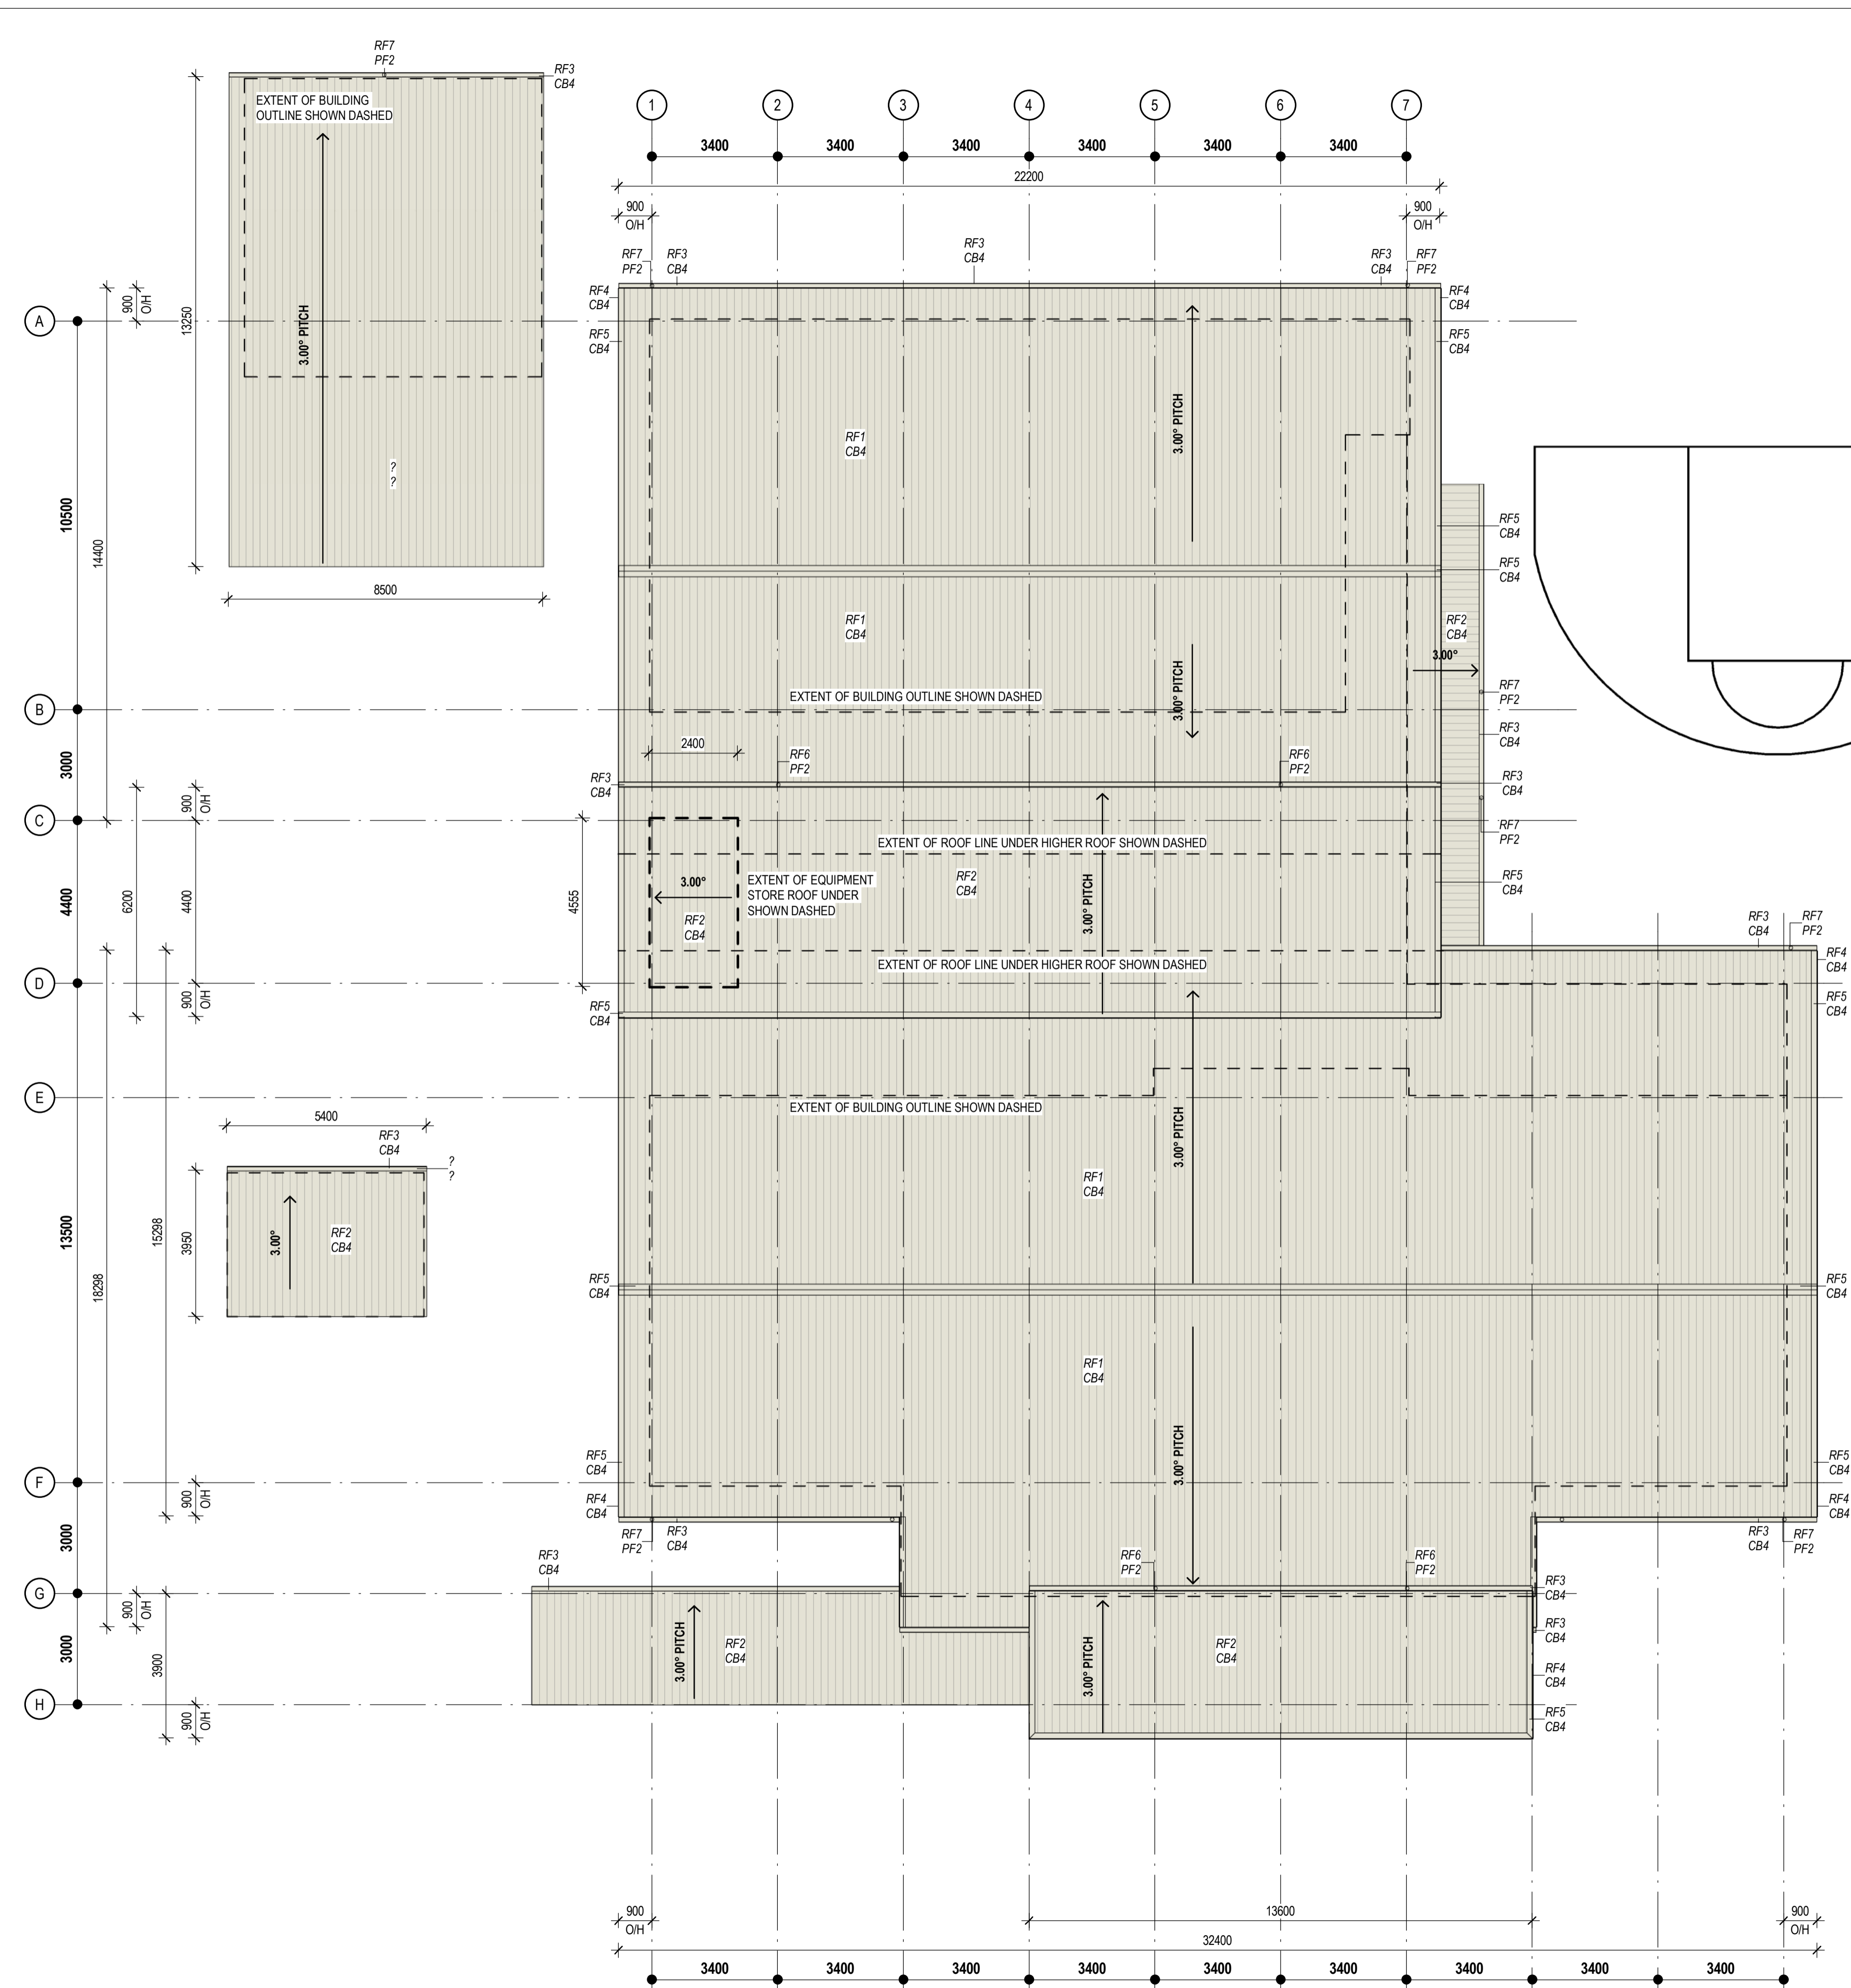 RF7
PF2
RF3
CB4
EXTENT OF BUILDING
OUTLINE SHOWN DASHED
3.00° PITCH
13250
?
?
8500
1
2
3
4
5
6
7
3400
3400
3400
3400
3400
3400
22200
900
O/H
900
O/H
RF7
PF2
RF3
CB4
RF3
CB4
RF3
CB4
RF7
PF2
RF4
CB4
RF4
CB4
RF5
CB4
RF5
CB4
A
900
O/H
10500
14400
3.00° PITCH
RF1
CB4
RF5
CB4
RF5
CB4
RF1
CB4
RF2
CB4
3.00°
3.00° PITCH
EXTENT OF BUILDING OUTLINE SHOWN DASHED
RF7
PF2
B
3000
2400
RF6
PF2
RF6
PF2
RF3
CB4
RF3
CB4
RF3
CB4
900
O/H
C
RF7
PF2
EXTENT OF ROOF LINE UNDER HIGHER ROOF SHOWN DASHED
4400
6200
4400
4555
3.00°
RF2
CB4
EXTENT OF EQUIPMENT
STORE ROOF UNDER
SHOWN DASHED
RF2
CB4
3.00° PITCH
RF5
CB4
RF3
CB4
RF7
PF2
RF4
CB4
EXTENT OF ROOF LINE UNDER HIGHER ROOF SHOWN DASHED
D
900
O/H
RF5
CB4
RF5
CB4
E
EXTENT OF BUILDING OUTLINE SHOWN DASHED
3.00° PITCH
5400
RF3
CB4
?
?
3950
3.00°
RF2
CB4
13500
15298
18298
RF1
CB4
RF5
CB4
RF5
CB4
RF1
CB4
3.00° PITCH
RF5
CB4
RF5
CB4
F
900
O/H
RF4
CB4
RF4
CB4
3000
RF7
PF2
RF3
CB4
RF3
CB4
RF7
PF2
RF3
CB4
RF6
PF2
RF6
PF2
RF3
CB4
G
900
O/H
RF3
CB4
3000
3900
3.00° PITCH
RF2
CB4
3.00° PITCH
RF2
CB4
RF4
CB4
RF5
CB4
H
900
O/H
900
O/H
13600
900
O/H
32400
3400
3400
3400
3400
3400
3400
3400
3400
3400